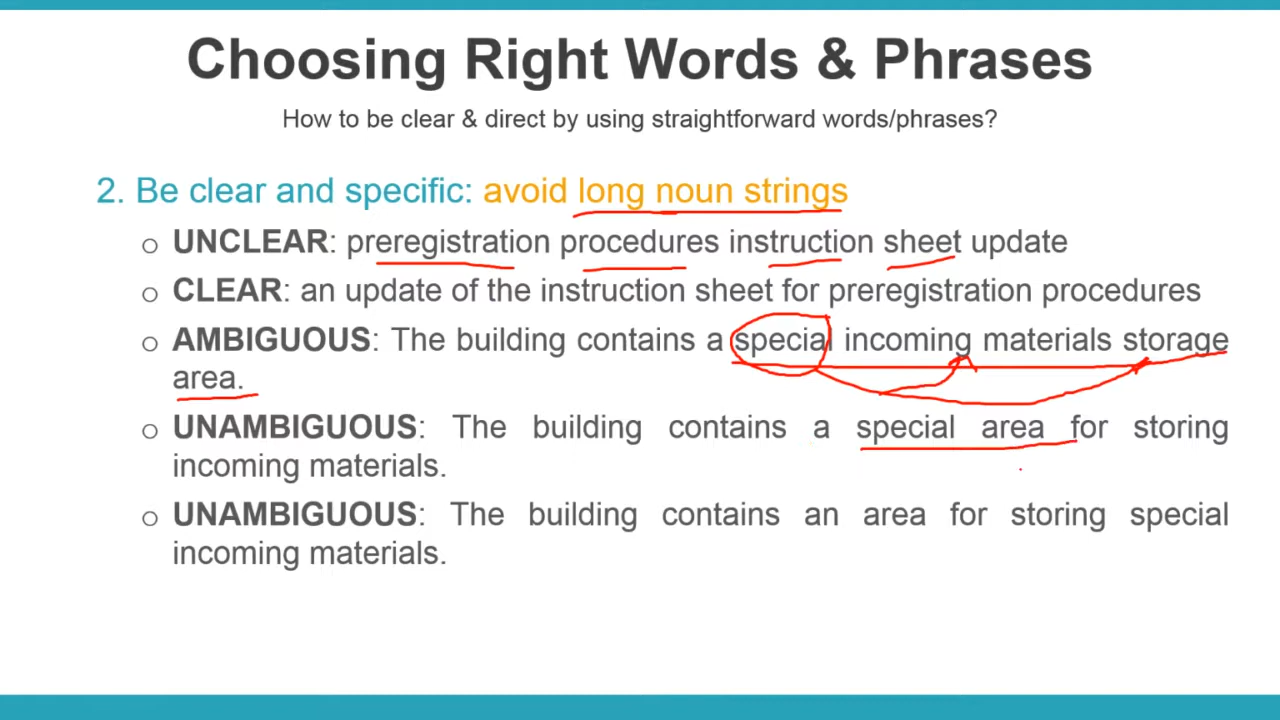 Choosing Right Words & Phrases
How to be clear & direct by using straightforward words/phrases?
2. Be clear and specific: avoid long noun strings
o UNCLEAR: preregistration procedures instruction sheet update
o CLEAR: an update of the instruction sheet for preregistration procedures
o AMBIGUOUS: The building contains a special incoming materials storage
area.
o UNAMBIGUOUS: The building contains a special area for storing
incoming materials.
o UNAMBIGUOUS: The building contains an area for storing special
incoming materials.